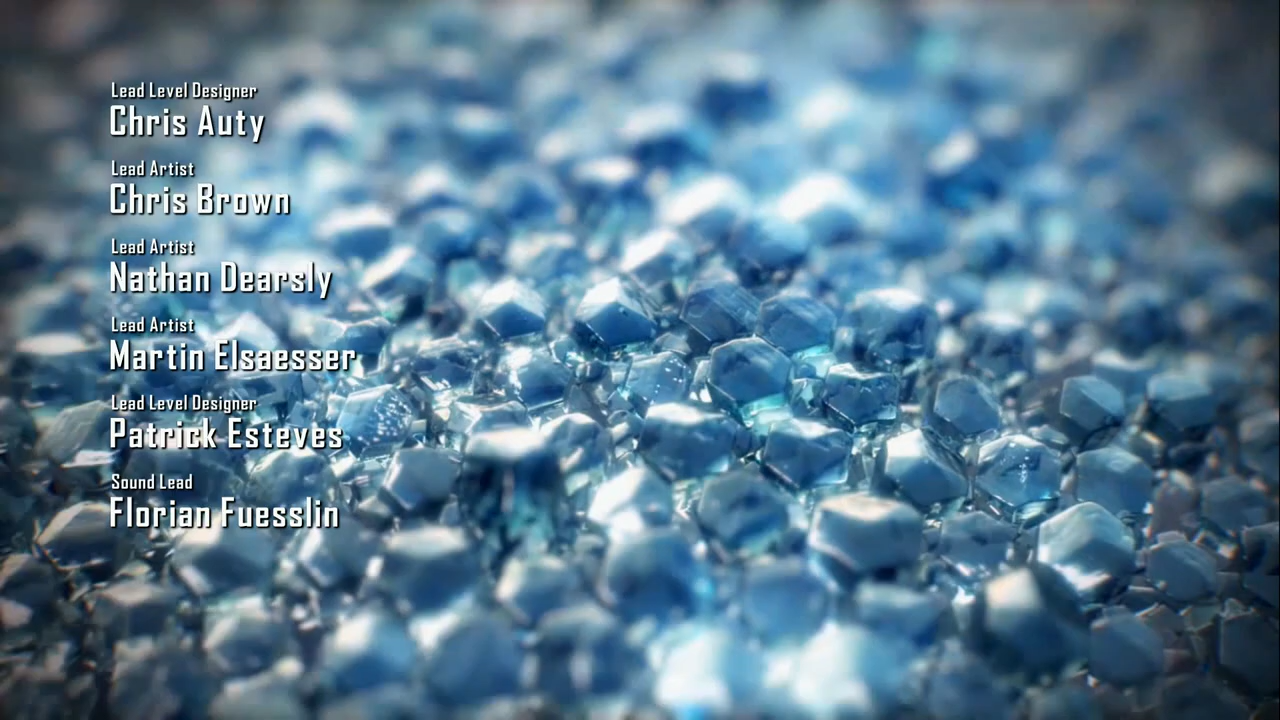 Lead Level Designer
Chris Auty
Lead Artist
Chris Brown
Lead Artist
Nathan Dearsly
Lead Artist
Martin Elsaesser
Lead Level Designer
Patrick Esteves
Sound Lead
Florian Fuesslin